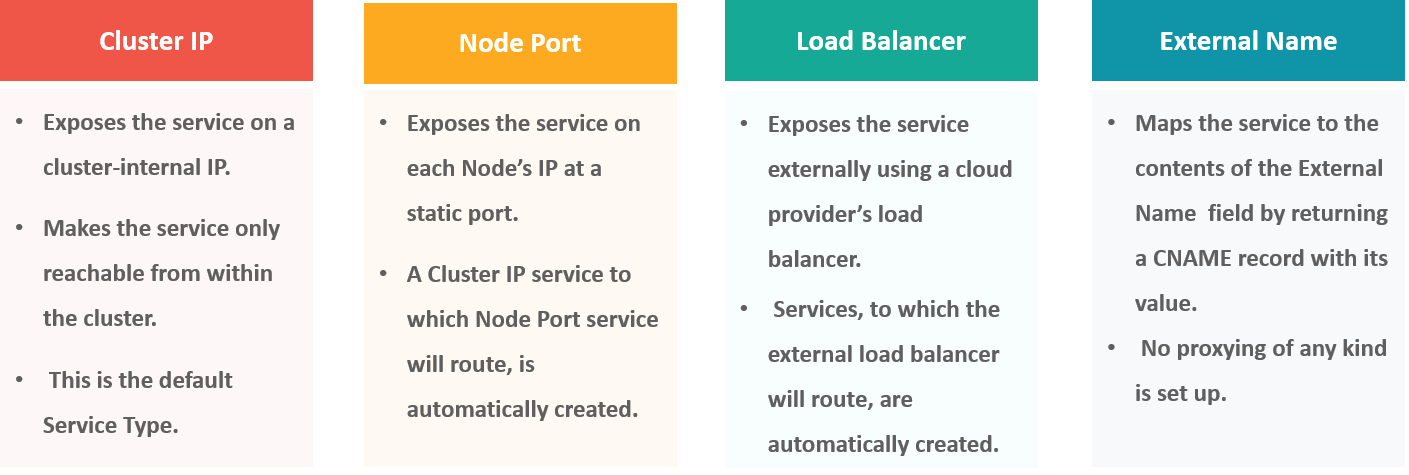 Cluster IP
• Exposes the service on a
cluster-internal IP.
• Makes the service only
reachable from within
the cluster.
• This is the default
Service Type.
Node Port
• Exposes the service on
each Node’s IP at a
static port.
• A Cluster IP service to
which Node Port service
will route, is
automatically created.
Load Balancer
• Exposes the service
externally using a cloud
provider’s load
balancer.
• Services, to which the
external load balancer
will route, are
automatically created.
External Name
• Maps the service to the
contents of the External
Name field by returning
a CNAME record with its
value.
• No proxying of any kind
is set up.